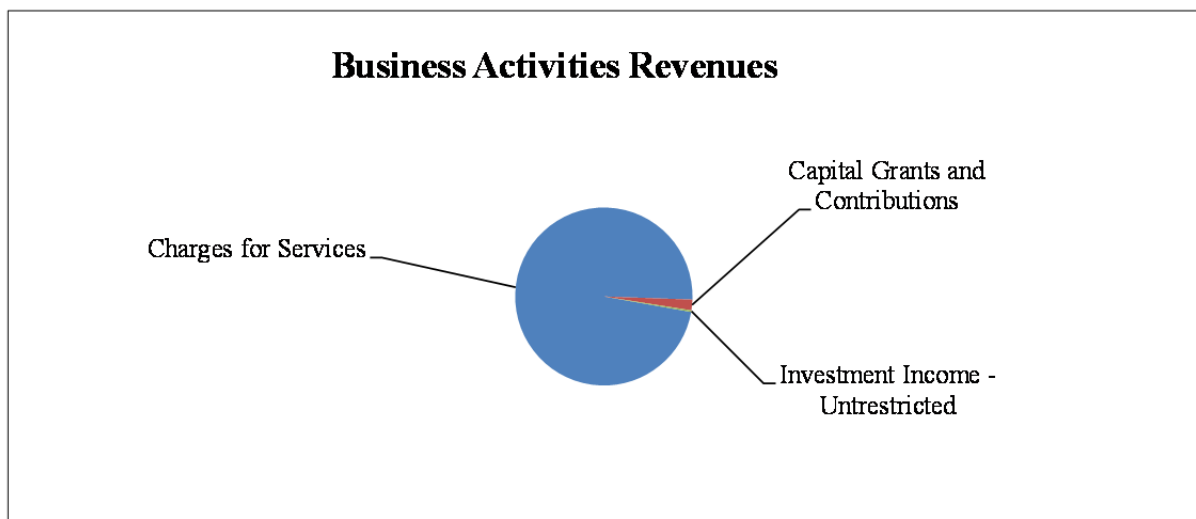 Business Activities Revenues
Capital Grants and
Contributions
Charges for Services
Investment Income -
Untrestricted